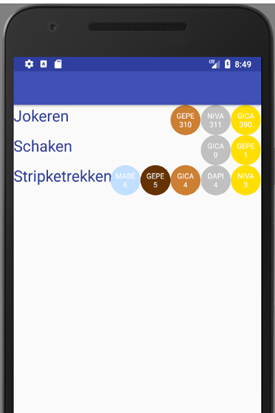 8:49
Jokeren
GEPE 310
NIVA 311
GICA 390
Schaken
GICA 0
GEPE 1
Stripketrekken
MABE 6
GEPE 5
GICA 4
DAPI 4
NIVA 3